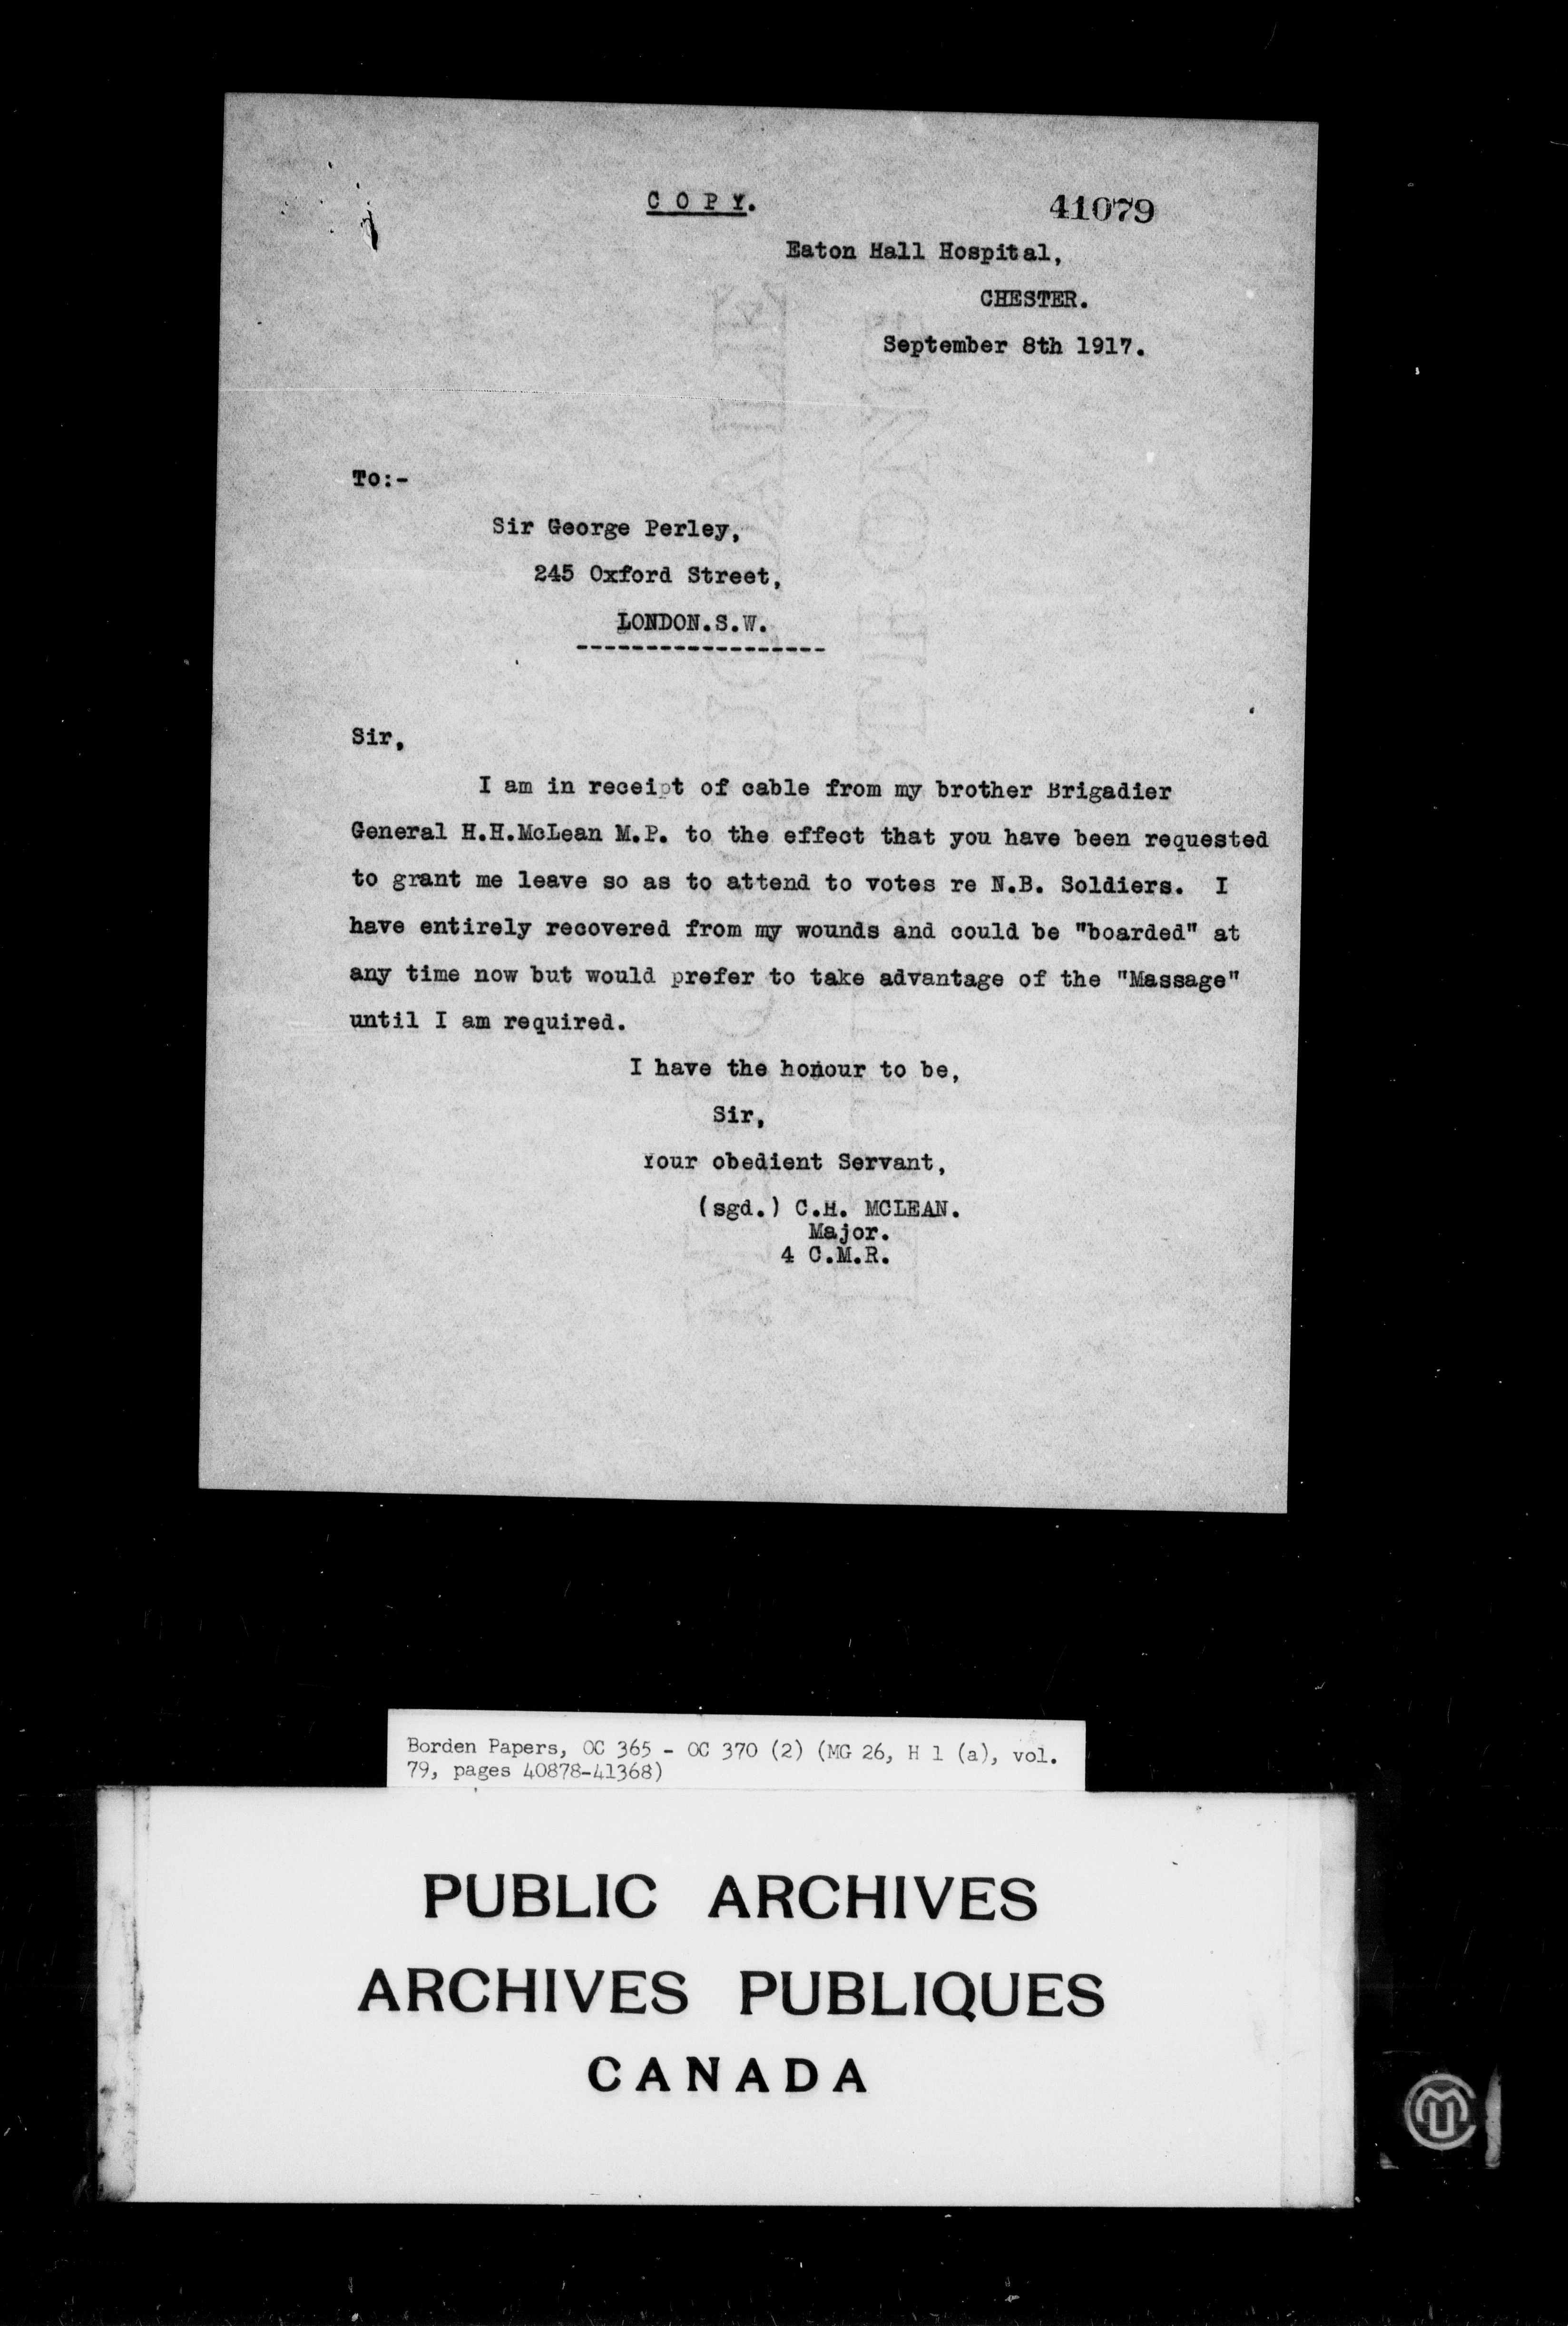 C O P Y.
41079
Eaton Hall Hospital,
CHESTER.
September 8th 1917.
To:-
Sir George Perley,
245 Oxford Street,
LONDON.S.W.
------------------
Sir,
I am in receipt of cable from my brother Brigadier
General H.H.McLean M.P. to the effect that you have been requested
to grant me leave so as to attend to votes re N.B. Soldiers. I
have entirely recovered from my wounds and could be "boarded" at
any time now but would prefer to take advantage of the "Massage"
until I am required.
I have the honour to be,
Sir,
Your obedient Servant,
(sgd.) C.H. MCLEAN.
Major.
4 C.M.R.
Borden Papers, OC 365 - OC 370 (2) (MG 26, H 1 (a), vol.
79, pages 40878-41368)
PUBLIC ARCHIVES
ARCHIVES PUBLIQUES
CANADA